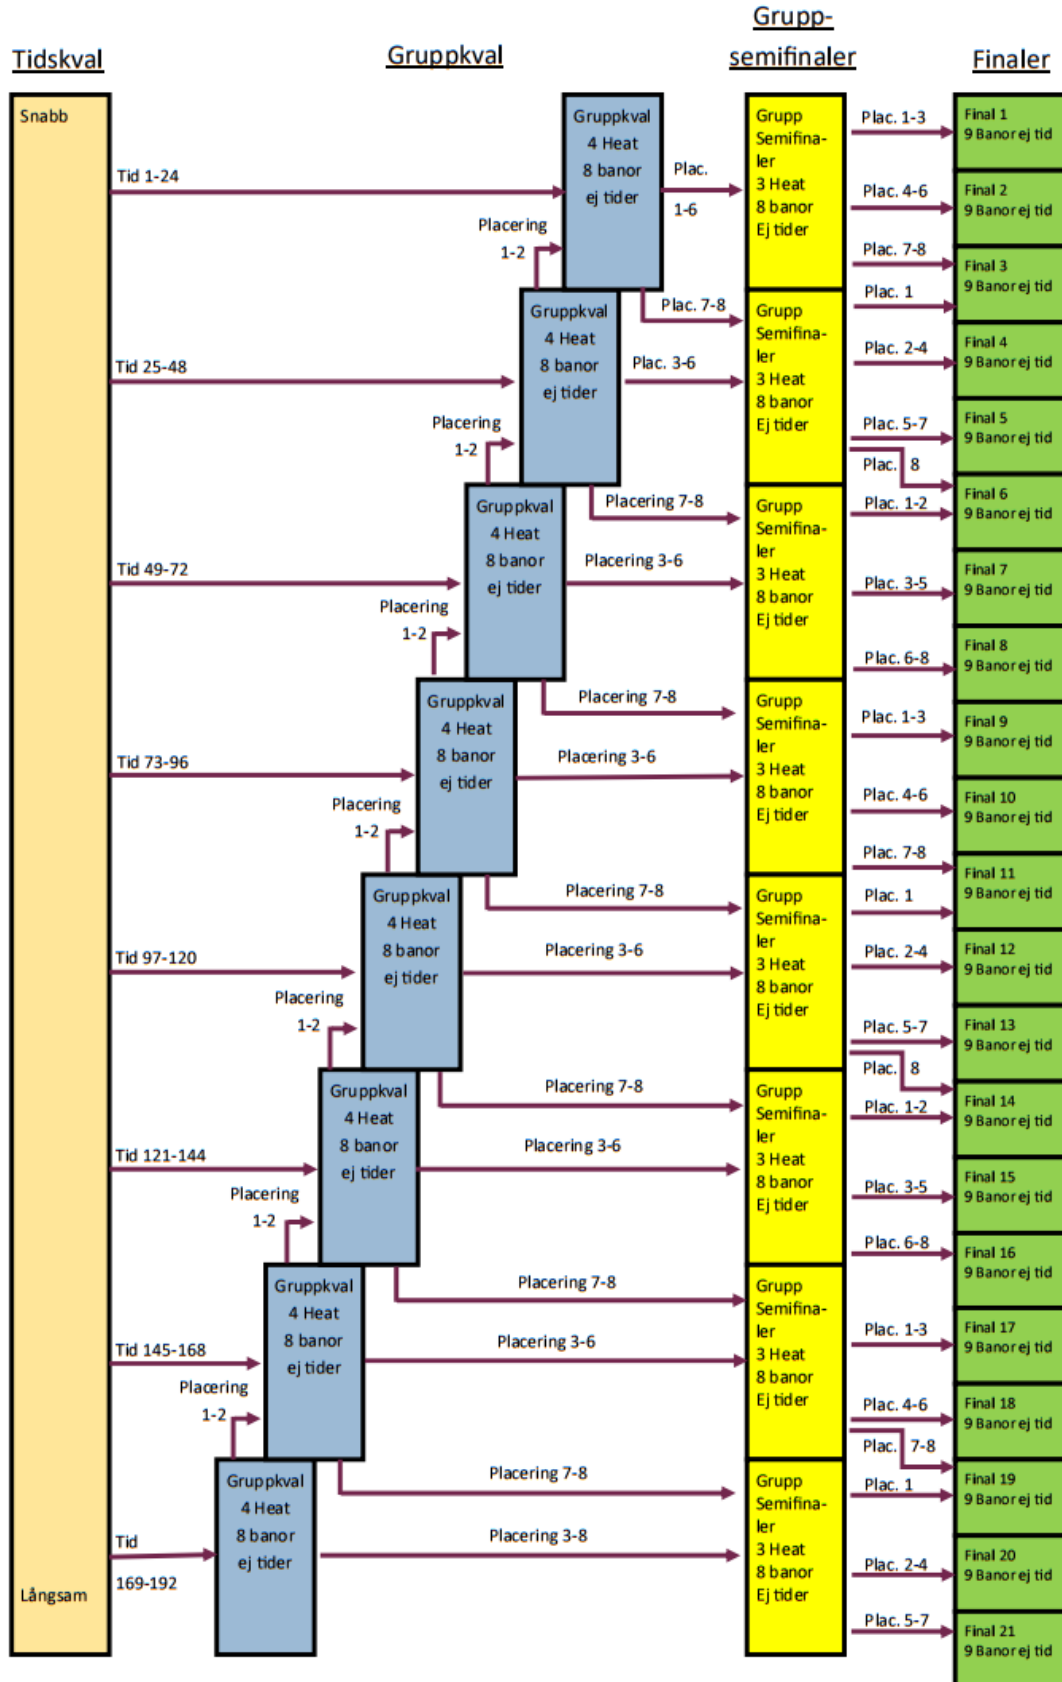 Tidskval
Gruppkval
Grupp-
semifinaler
Finaler
Snabb
Tid 1-24
Tid 25-48
Tid 49-72
Tid 73-96
Tid 97-120
Tid 121-144
Tid 145-168
Tid
169-192
Långsam
Gruppkval
4 Heat
8 banor
ej tider
Plac.
1-6
Placering
1-2
Plac. 7-8
Gruppkval
4 Heat
8 banor
ej tider
Plac. 3-6
Placering
1-2
Placering 7-8
Gruppkval
4 Heat
8 banor
ej tider
Placering 3-6
Placering
1-2
Placering 7-8
Gruppkval
4 Heat
8 banor
ej tider
Placering 3-6
Placering
1-2
Placering 7-8
Gruppkval
4 Heat
8 banor
ej tider
Placering 3-6
Placering
1-2
Placering 7-8
Gruppkval
4 Heat
8 banor
ej tider
Placering 3-6
Placering
1-2
Placering 7-8
Gruppkval
4 Heat
8 banor
ej tider
Placering 3-6
Placering
1-2
Placering 7-8
Gruppkval
4 Heat
8 banor
ej tider
Placering 3-8
Grupp
Semifina-
ler
3 Heat
8 banor
Ej tider
Grupp
Semifina-
ler
3 Heat
8 banor
Ej tider
Grupp
Semifina-
ler
3 Heat
8 banor
Ej tider
Grupp
Semifina-
ler
3 Heat
8 banor
Ej tider
Grupp
Semifina-
ler
3 Heat
8 banor
Ej tider
Grupp
Semifina-
ler
3 Heat
8 banor
Ej tider
Grupp
Semifina-
ler
3 Heat
8 banor
Ej tider
Grupp
Semifina-
ler
3 Heat
8 banor
Ej tider
Plac. 1-3
Plac. 4-6
Plac. 7-8
Plac. 1
Plac. 2-4
Plac. 5-7
Plac. 8
Plac. 1-2
Plac. 3-5
Plac. 6-8
Plac. 1-3
Plac. 4-6
Plac. 7-8
Plac. 1
Plac. 2-4
Plac. 5-7
Plac. 8
Plac. 1-2
Plac. 3-5
Plac. 6-8
Plac. 1-3
Plac. 4-6
Plac. 7-8
Plac. 1
Plac. 2-4
Plac. 5-7
Final 1
9 Banor ej tid
Final 2
9 Banor ej tid
Final 3
9 Banor ej tid
Final 4
9 Banor ej tid
Final 5
9 Banor ej tid
Final 6
9 Banor ej tid
Final 7
9 Banor ej tid
Final 8
9 Banor ej tid
Final 9
9 Banor ej tid
Final 10
9 Banor ej tid
Final 11
9 Banor ej tid
Final 12
9 Banor ej tid
Final 13
9 Banor ej tid
Final 14
9 Banor ej tid
Final 15
9 Banor ej tid
Final 16
9 Banor ej tid
Final 17
9 Banor ej tid
Final 18
9 Banor ej tid
Final 19
9 Banor ej tid
Final 20
9 Banor ej tid
Final 21
9 Banor ej tid